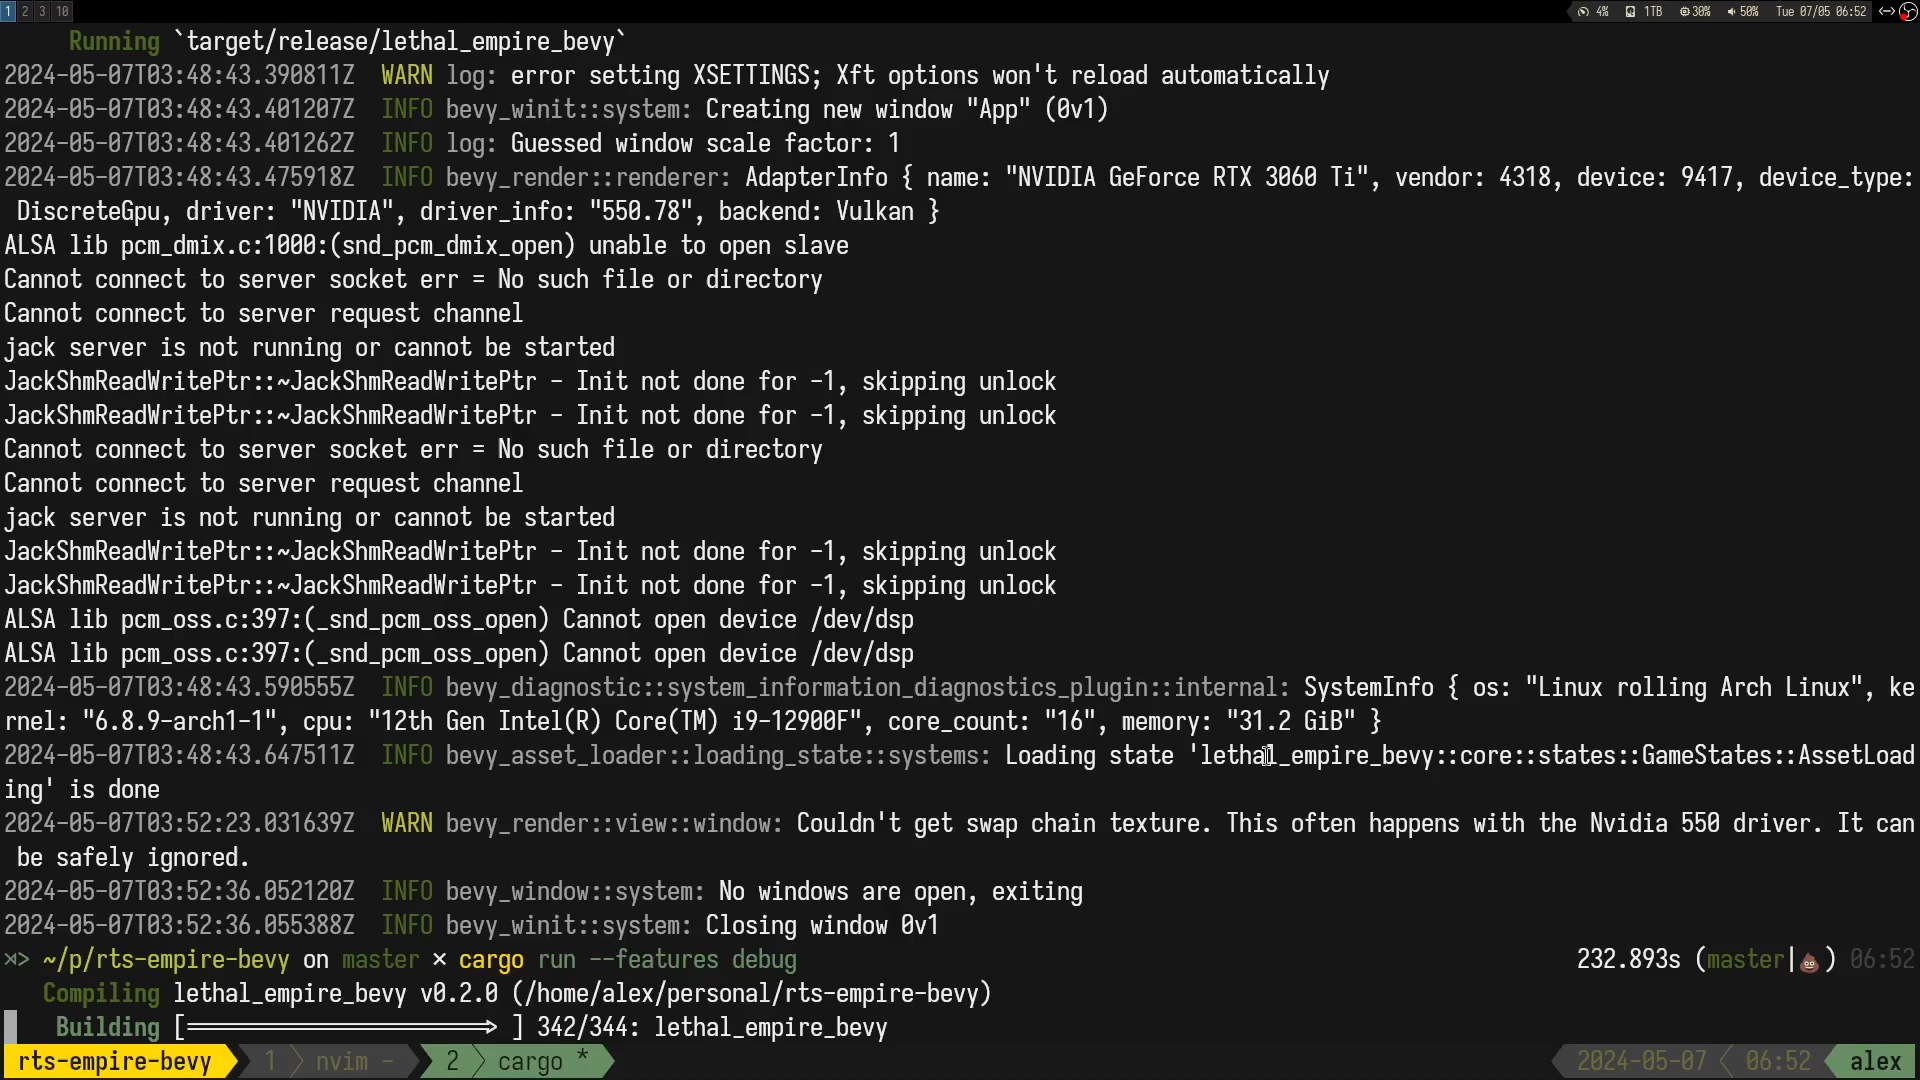 1 2 3 10 4% 1TB 30% 50% Tue 07/05 06:52
Running `target/release/lethal_empire_bevy`
2024-05-07T03:48:43.390811Z  WARN log: error setting XSETTINGS; Xft options won't reload automatically
2024-05-07T03:48:43.401207Z  INFO bevy_winit::system: Creating new window "App" (0v1)
2024-05-07T03:48:43.401262Z  INFO log: Guessed window scale factor: 1
2024-05-07T03:48:43.475918Z  INFO bevy_render::renderer: AdapterInfo { name: "NVIDIA GeForce RTX 3060 Ti", vendor: 4318, device: 9417, device_type:
DiscreteGpu, driver: "NVIDIA", driver_info: "550.78", backend: Vulkan }
ALSA lib pcm_dmix.c:1000:(snd_pcm_dmix_open) unable to open slave
Cannot connect to server socket err = No such file or directory
Cannot connect to server request channel
jack server is not running or cannot be started
JackShmReadWritePtr::~JackShmReadWritePtr - Init not done for -1, skipping unlock
JackShmReadWritePtr::~JackShmReadWritePtr - Init not done for -1, skipping unlock
Cannot connect to server socket err = No such file or directory
Cannot connect to server request channel
jack server is not running or cannot be started
JackShmReadWritePtr::~JackShmReadWritePtr - Init not done for -1, skipping unlock
JackShmReadWritePtr::~JackShmReadWritePtr - Init not done for -1, skipping unlock
ALSA lib pcm_oss.c:397:(_snd_pcm_oss_open) Cannot open device /dev/dsp
ALSA lib pcm_oss.c:397:(_snd_pcm_oss_open) Cannot open device /dev/dsp
2024-05-07T03:48:43.590555Z  INFO bevy_diagnostic::system_information_diagnostics_plugin::internal: SystemInfo { os: "Linux rolling Arch Linux", ke
rnel: "6.8.9-arch1-1", cpu: "12th Gen Intel(R) Core(TM) i9-12900F", core_count: "16", memory: "31.2 GiB" }
2024-05-07T03:48:43.647511Z  INFO bevy_asset_loader::loading_state::systems: Loading state 'lethal_empire_bevy::core::states::GameStates::AssetLoad
ing' is done
2024-05-07T03:52:23.031639Z  WARN bevy_render::view::window: Couldn't get swap chain texture. This often happens with the Nvidia 550 driver. It can
be safely ignored.
2024-05-07T03:52:36.052120Z  INFO bevy_window::system: No windows are open, exiting
2024-05-07T03:52:36.055388Z  INFO bevy_winit::system: Closing window 0v1
~/p/rts-empire-bevy on master × cargo run --features debug 232.893s (master|💩) 06:52
Compiling lethal_empire_bevy v0.2.0 (/home/alex/personal/rts-empire-bevy)
Building [=======================> ] 342/344: lethal_empire_bevy
rts-empire-bevy 1 nvim - 2 cargo * 2024-05-07 06:52 alex